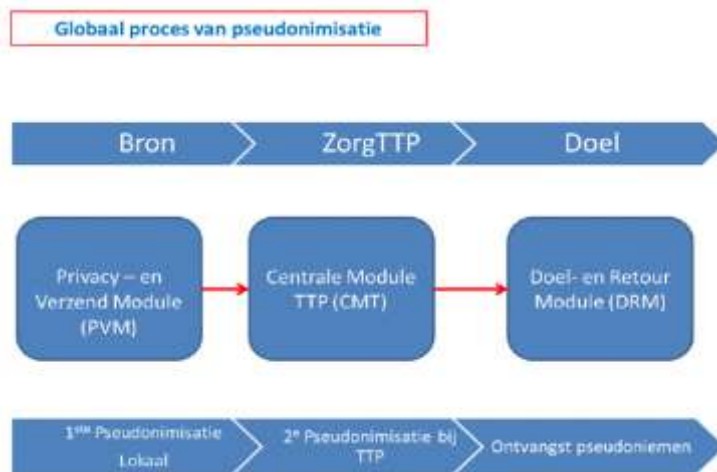 Globaal proces van pseudonimisatie
Bron
ZorgTTP
Doel
Privacy – en
Verzend Module
(PVM)
Centrale Module
TTP (CMT)
Doel- en Retour
Module (DRM)
1ste Pseudonimisatie
Lokaal
2e Pseudonimisatie bij
TTP
Ontvangst pseudoniemen